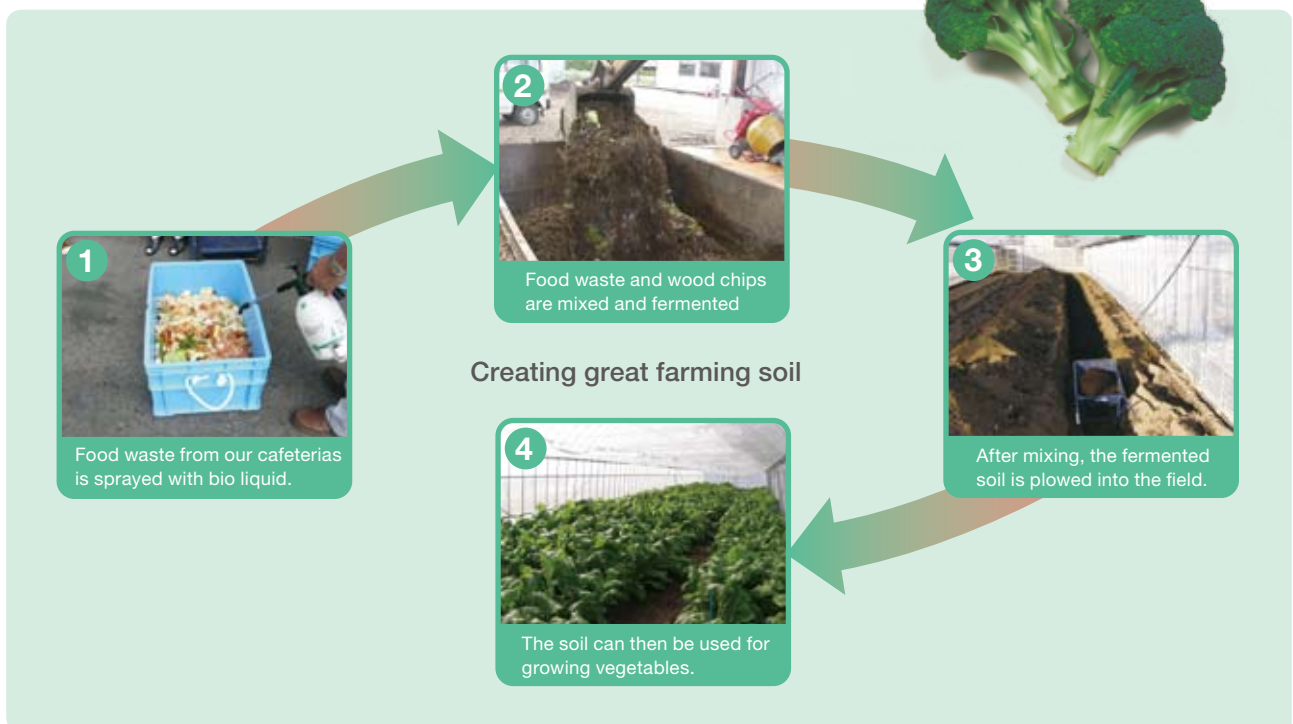 1
Food waste from our cafeterias
is sprayed with bio liquid.
2
Food waste and wood chips
are mixed and fermented
3
After mixing, the fermented
soil is plowed into the field.
4
The soil can then be used for
growing vegetables.
Creating great farming soil